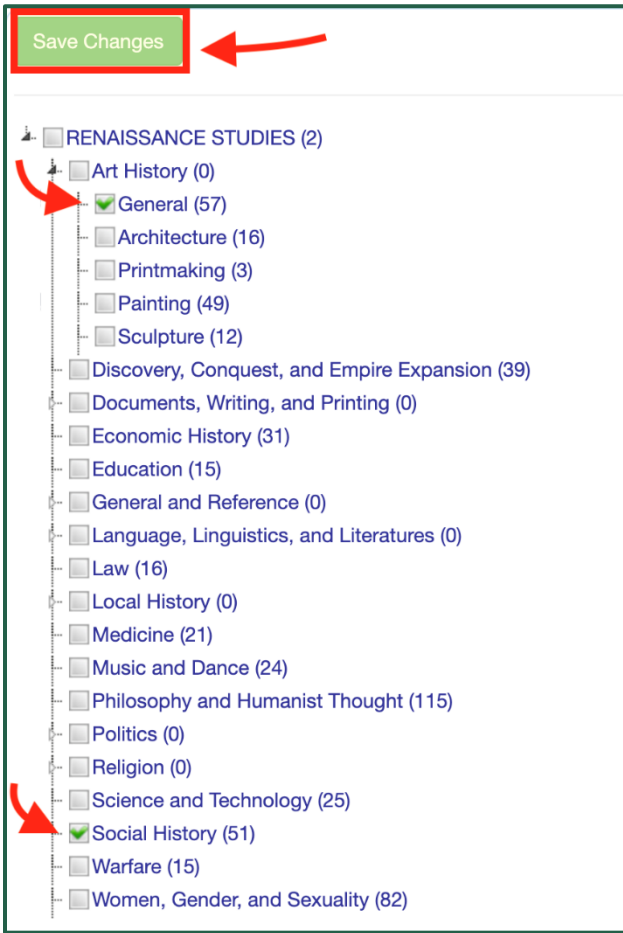 Save Changes
RENAISSANCE STUDIES (2)
Art History (0)
General (57)
Architecture (16)
Printmaking (3)
Painting (49)
Sculpture (12)
Discovery, Conquest, and Empire Expansion (39)
Documents, Writing, and Printing (0)
Economic History (31)
Education (15)
General and Reference (0)
Language, Linguistics, and Literatures (0)
Law (16)
Local History (0)
Medicine (21)
Music and Dance (24)
Philosophy and Humanist Thought (115)
Politics (0)
Religion (0)
Science and Technology (25)
Social History (51)
Warfare (15)
Women, Gender, and Sexuality (82)